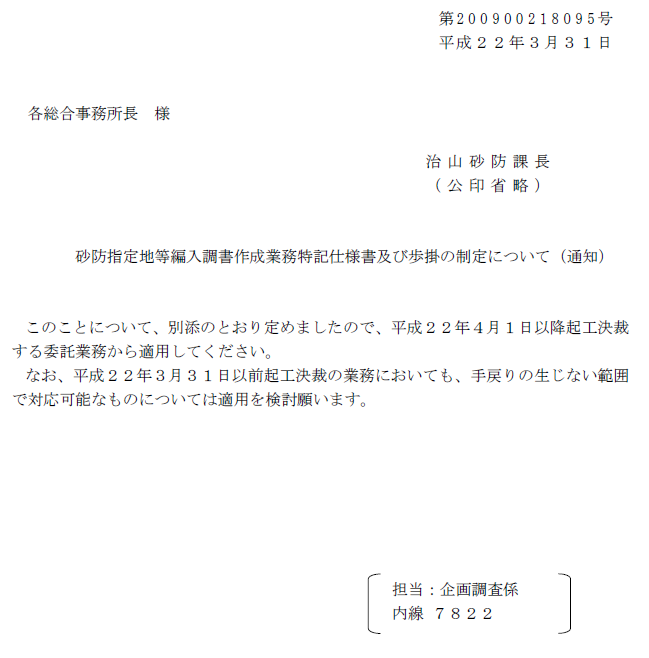 第200900218095号
平成２２年３月３１日
各総合事務所長　様
治山砂防課長
（公印省略）
砂防指定地等編入調書作成業務特記仕様書及び歩掛の制定について（通知）
このことについて、別添のとおり定めましたので、平成２２年４月１日以降起工決裁
する委託業務から適用してください。
なお、平成２２年３月３１日以前起工決裁の業務においても、手戻りの生じない範囲
で対応可能なものについては適用を検討願います。
担当：企画調査係
内線 ７８２２